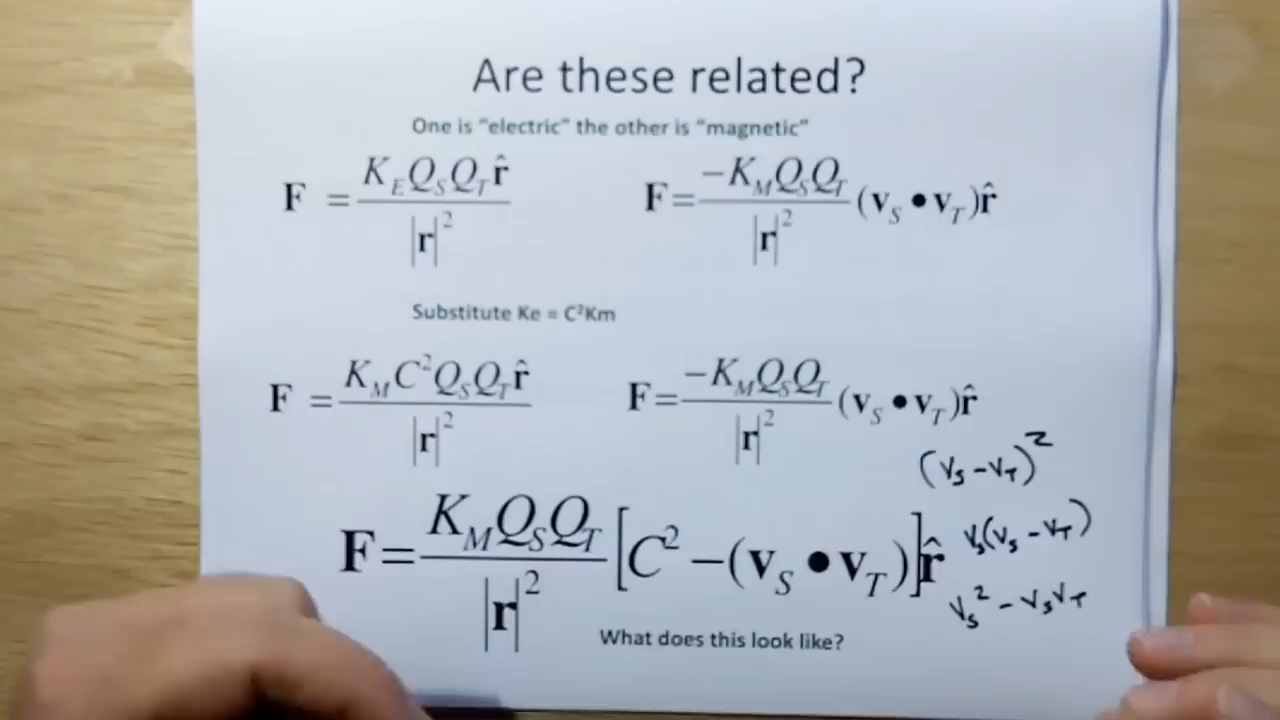 Are these related?
One is "electric" the other is "magnetic"
F = K_E Q_S Q_T r̂ / |r|²
F = −K_M Q_S Q_T / |r|² (v_S • v_T) r̂
Substitute Ke = C²Km
F = K_M C² Q_S Q_T r̂ / |r|²
F = −K_M Q_S Q_T / |r|² (v_S • v_T) r̂
(v_S − v_T)²
F = K_M Q_S Q_T / |r|² [C² − (v_S • v_T)] r̂
v_S(v_S − v_T)
v_S² − v_S v_T
What does this look like?